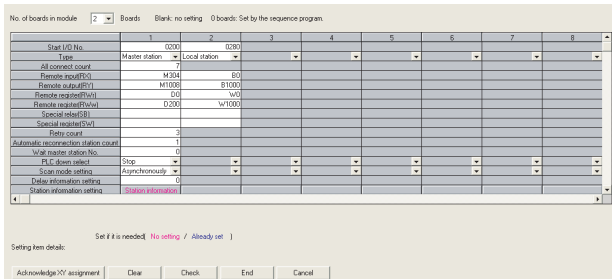 No. of boards in module 2 Boards Blank: no setting 0 boards: Set by the sequence program.
1 2 3 4 5 6 7 8
Start I/O No. 0200 0280
Type Master station Local station
All connect count 7
Remote input(RX) M304 B0
Remote output(RY) M1008 B1000
Remote register(RWr) D0 W0
Remote register(RWw) D200 W1000
Special relay(SB)
Special register(SW)
Retry count 3
Automatic reconnection station count 1
Wait master station No. 0
PLC down select Stop
Scan mode setting Asynchronously
Delay information setting 0
Station information setting Station information
Set if it is needed( No setting / Already set )
Setting item details:
Acknowledge XY assignment Clear Check End Cancel